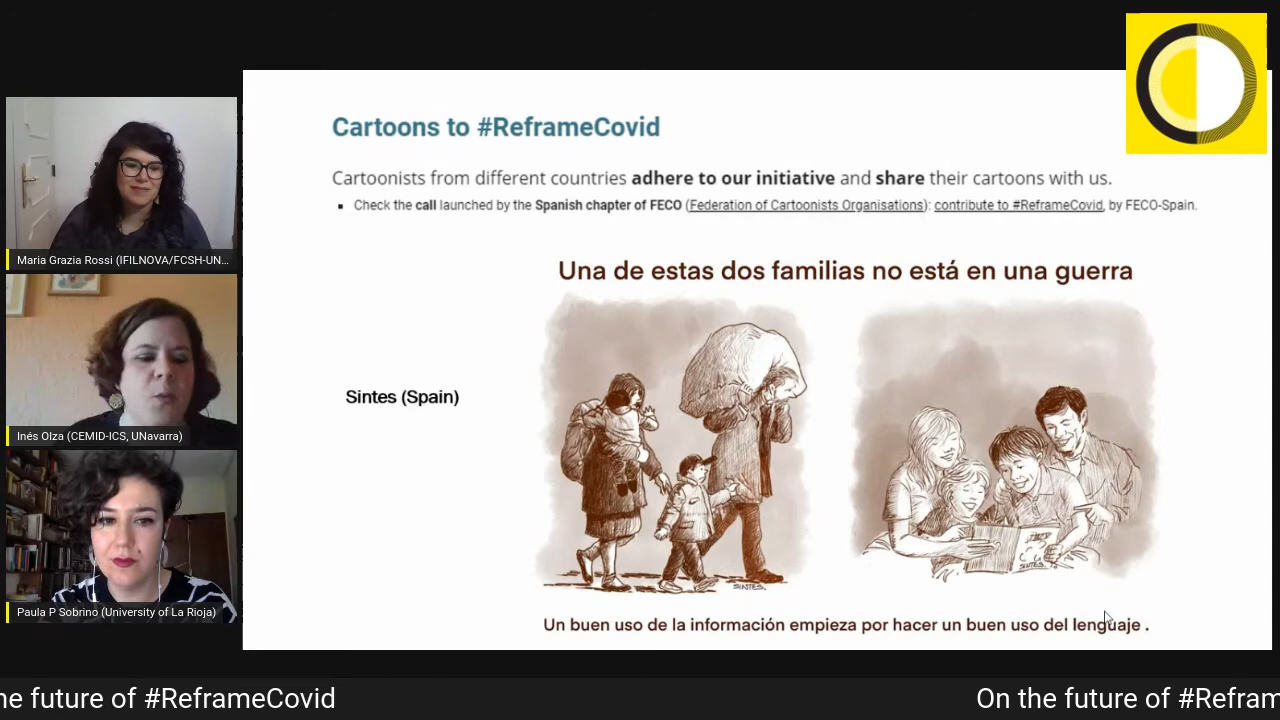 Cartoons to #ReframeCovid
Cartoonists from different countries adhere to our initiative and share their cartoons with us.
Check the call launched by the Spanish chapter of FECO (Federation of Cartoonists Organisations): contribute to #ReframeCovid, by FECO-Spain.
Una de estas dos familias no está en una guerra
Sintes (Spain)
SINTES.
SINTES.
Un buen uso de la información empieza por hacer un buen uso del lenguaje .
Maria Grazia Rossi (IFILNOVA/FCSH-UN...
Inés Olza (CEMID-ICS, UNavarra)
Paula P Sobrino (University of La Rioja)
he future of #ReframeCovid
On the future of #Refram